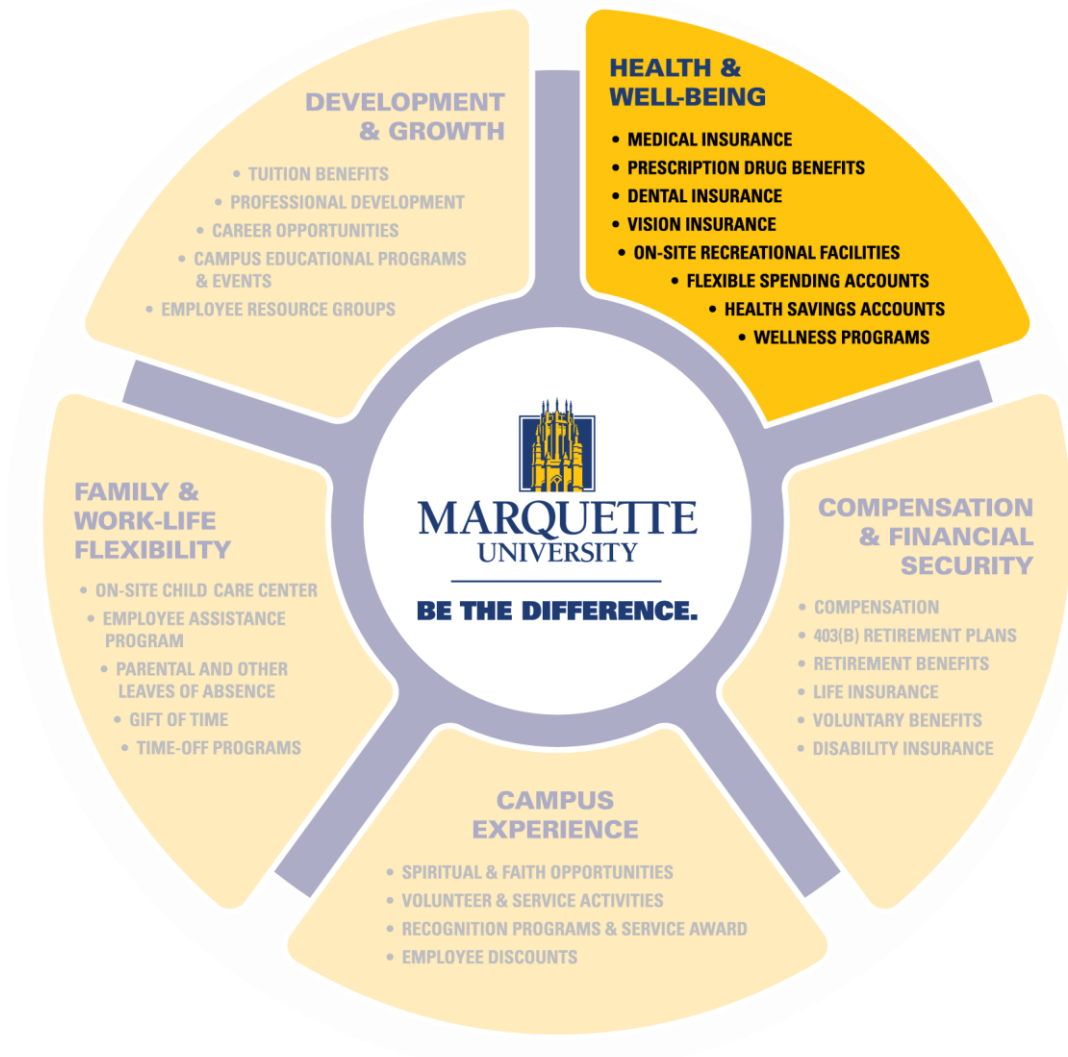 DEVELOPMENT
& GROWTH
• TUITION BENEFITS
• PROFESSIONAL DEVELOPMENT
• CAREER OPPORTUNITIES
• CAMPUS EDUCATIONAL PROGRAMS
& EVENTS
• EMPLOYEE RESOURCE GROUPS
HEALTH &
WELL-BEING
• MEDICAL INSURANCE
• PRESCRIPTION DRUG BENEFITS
• DENTAL INSURANCE
• VISION INSURANCE
• ON-SITE RECREATIONAL FACILITIES
• FLEXIBLE SPENDING ACCOUNTS
• HEALTH SAVINGS ACCOUNTS
• WELLNESS PROGRAMS
FAMILY &
WORK-LIFE
FLEXIBILITY
• ON-SITE CHILD CARE CENTER
• EMPLOYEE ASSISTANCE
PROGRAM
• PARENTAL AND OTHER
LEAVES OF ABSENCE
• GIFT OF TIME
• TIME-OFF PROGRAMS
MARQUETTE
UNIVERSITY
BE THE DIFFERENCE.
COMPENSATION
& FINANCIAL
SECURITY
• COMPENSATION
• 403(B) RETIREMENT PLANS
• RETIREMENT BENEFITS
• LIFE INSURANCE
• VOLUNTARY BENEFITS
• DISABILITY INSURANCE
CAMPUS
EXPERIENCE
• SPIRITUAL & FAITH OPPORTUNITIES
• VOLUNTEER & SERVICE ACTIVITIES
• RECOGNITION PROGRAMS & SERVICE AWARD
• EMPLOYEE DISCOUNTS